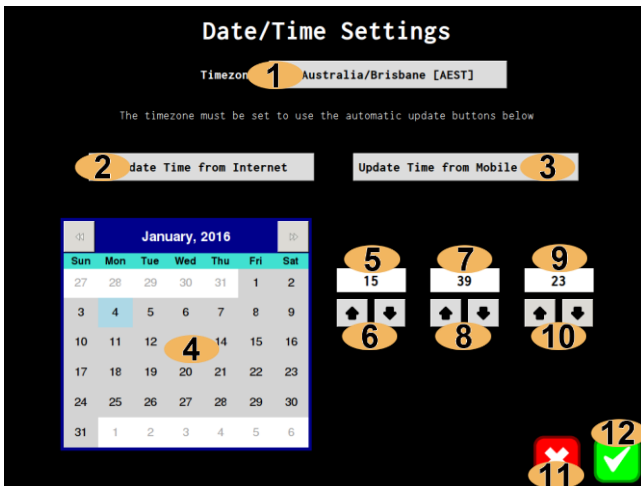 Date/Time Settings
Timezon 1 Australia/Brisbane [AEST]
The timezone must be set to use the automatic update buttons below
2 date Time from Internet
Update Time from Mobile 3
January, 2016
Sun Mon Tue Wed Thu Fri Sat
27 28 29 30 31 1 2
3 4 5 6 7 8 9
10 11 12 4 14 15 16
17 18 19 20 21 22 23
24 25 26 27 28 29 30
31 1 2 3 4 5 6
5 7 9
15 39 23
6 8 10
11 12